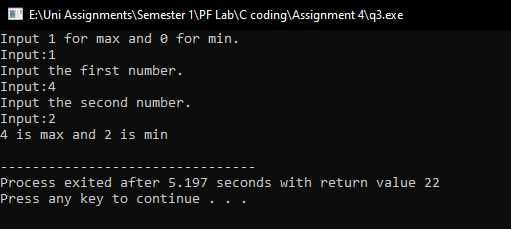 E:\Uni Assignments\Semester 1\PF Lab\C coding\Assignment 4\q3.exe
Input 1 for max and 0 for min.
Input:1
Input the first number.
Input:4
Input the second number.
Input:2
4 is max and 2 is min
--------------------------------
Process exited after 5.197 seconds with return value 22
Press any key to continue . . .